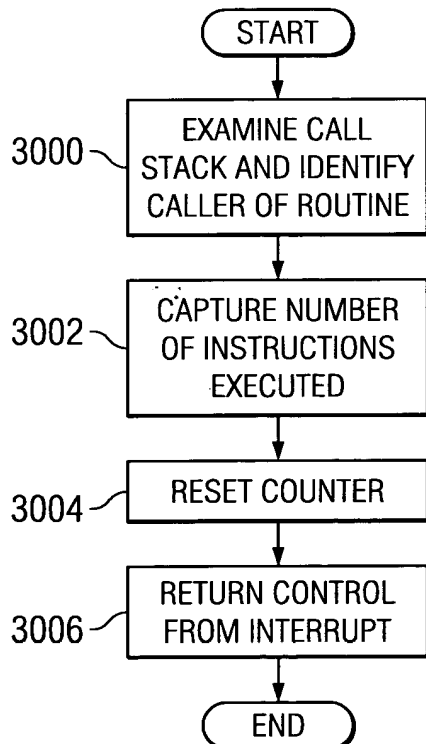 START
3000
EXAMINE CALL
STACK AND IDENTIFY
CALLER OF ROUTINE
3002
CAPTURE NUMBER
OF INSTRUCTIONS
EXECUTED
3004
RESET COUNTER
3006
RETURN CONTROL
FROM INTERRUPT
END